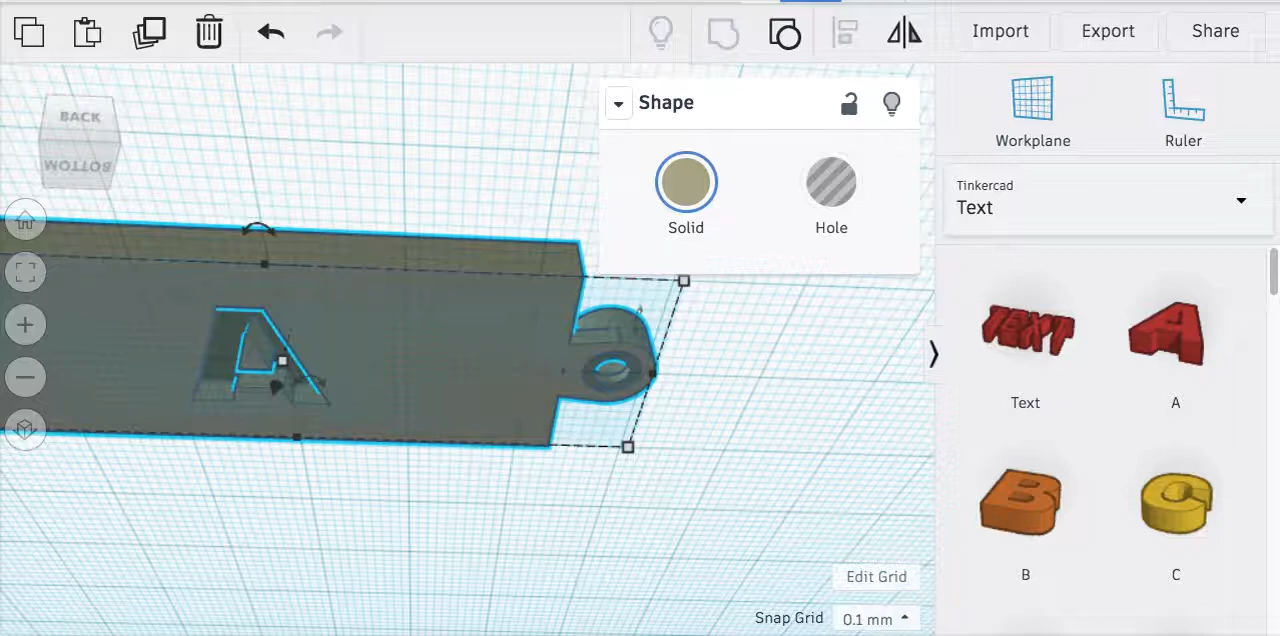 Import
Export
Share
Shape
BACK
BOTTOM
Workplane
Ruler
Solid
Hole
Tinkercad
Text
A
TEXT
A
Text
A
B
C
B
C
Edit Grid
Snap Grid
0.1 mm